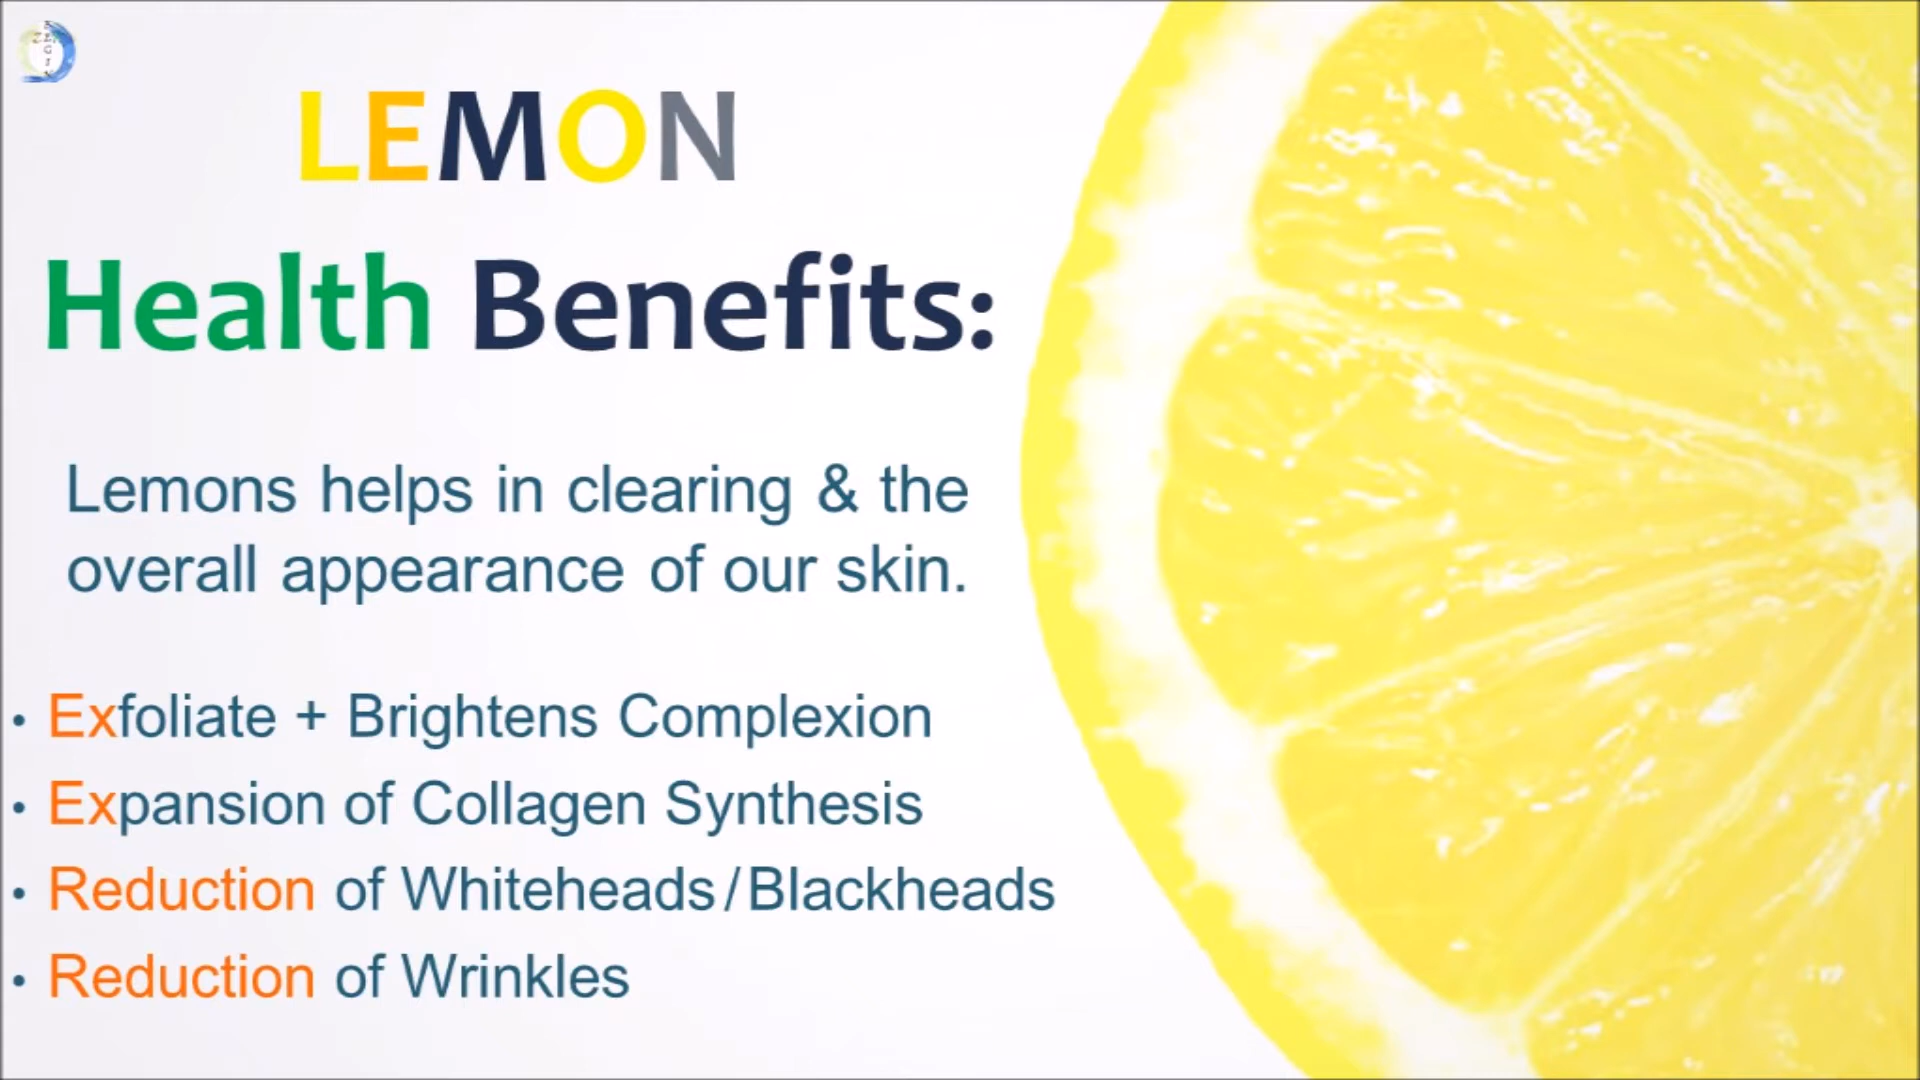 LEMON
Health Benefits:
Lemons helps in clearing & the
overall appearance of our skin.
• Exfoliate + Brightens Complexion
• Expansion of Collagen Synthesis
• Reduction of Whiteheads/Blackheads
• Reduction of Wrinkles